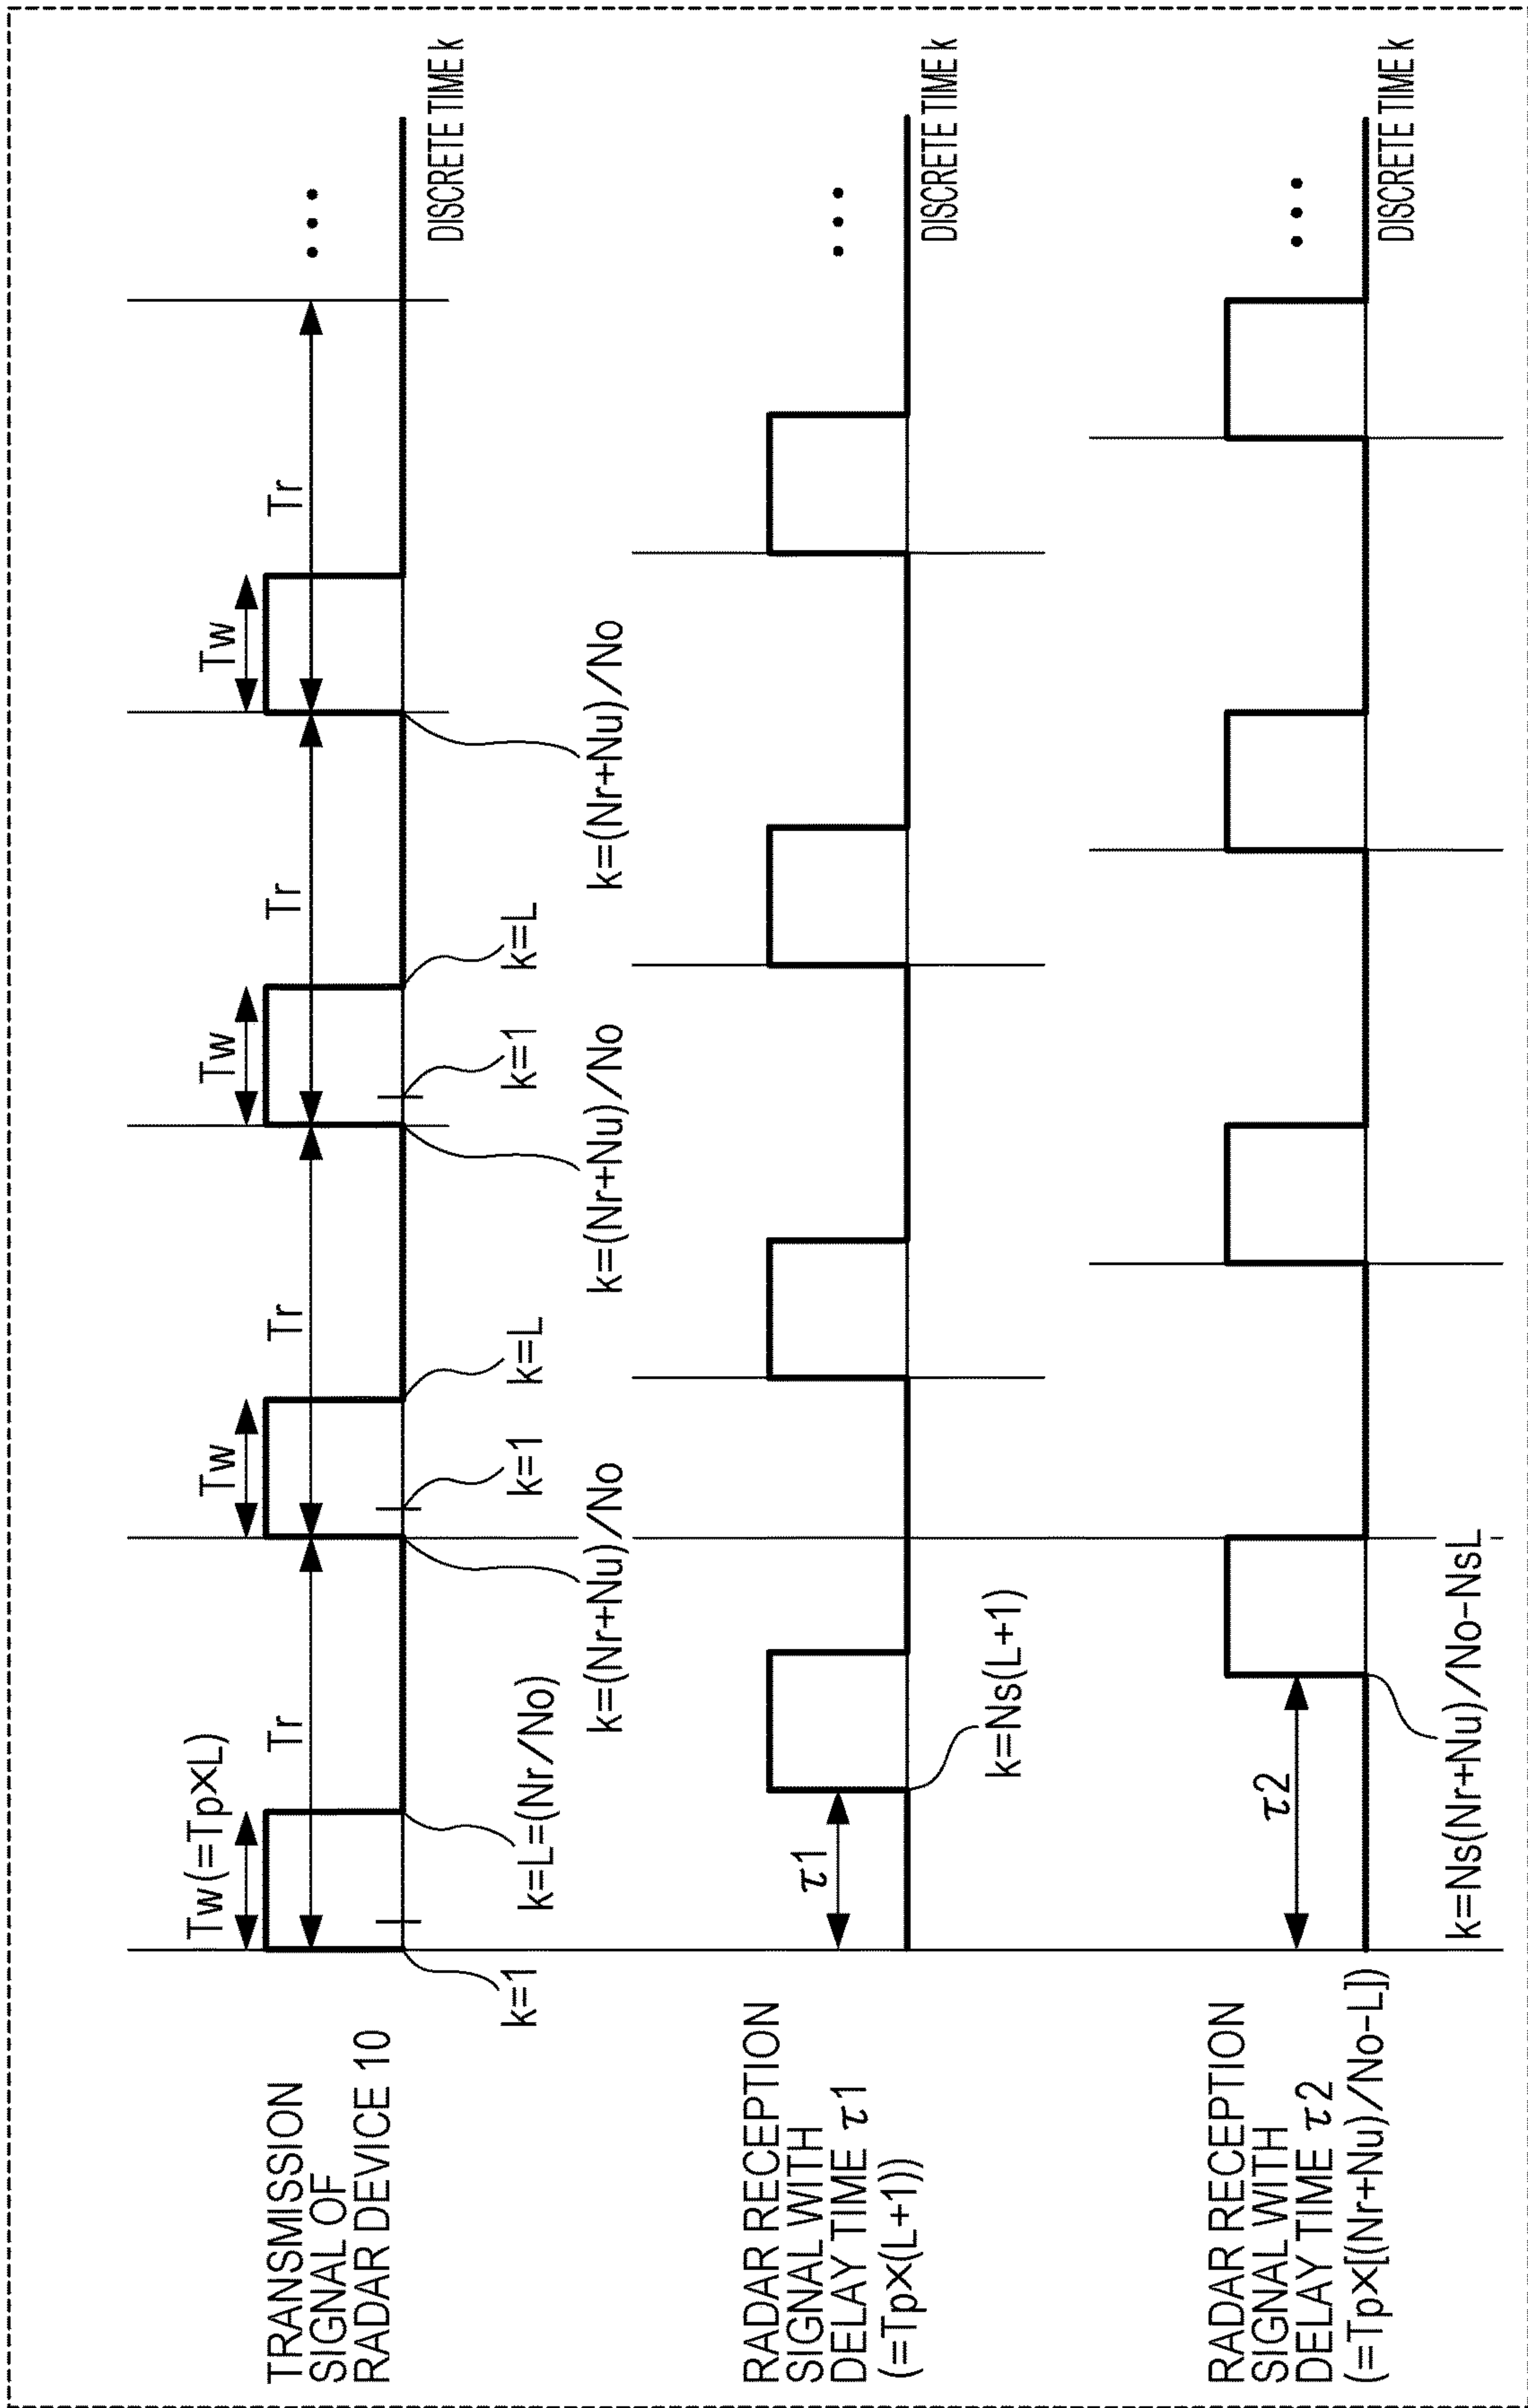 TRANSMISSION
SIGNAL OF
RADAR DEVICE 10
Tw(=Tp×L)
Tw
Tw
Tw
Tr
Tr
Tr
Tr
DISCRETE TIME k
k=1
k=L=(Nr/No)
k=1
k=L
k=1
k=L
k=(Nr+Nu)/No
k=(Nr+Nu)/No
k=(Nr+Nu)/No
RADAR RECEPTION
SIGNAL WITH
DELAY TIME τ1
(=Tp×(L+1))
τ1
DISCRETE TIME k
k=Ns(L+1)
RADAR RECEPTION
SIGNAL WITH
DELAY TIME τ2
(=Tp×[(Nr+Nu)/No-L])
τ2
DISCRETE TIME k
k=Ns(Nr+Nu)/No-NsL